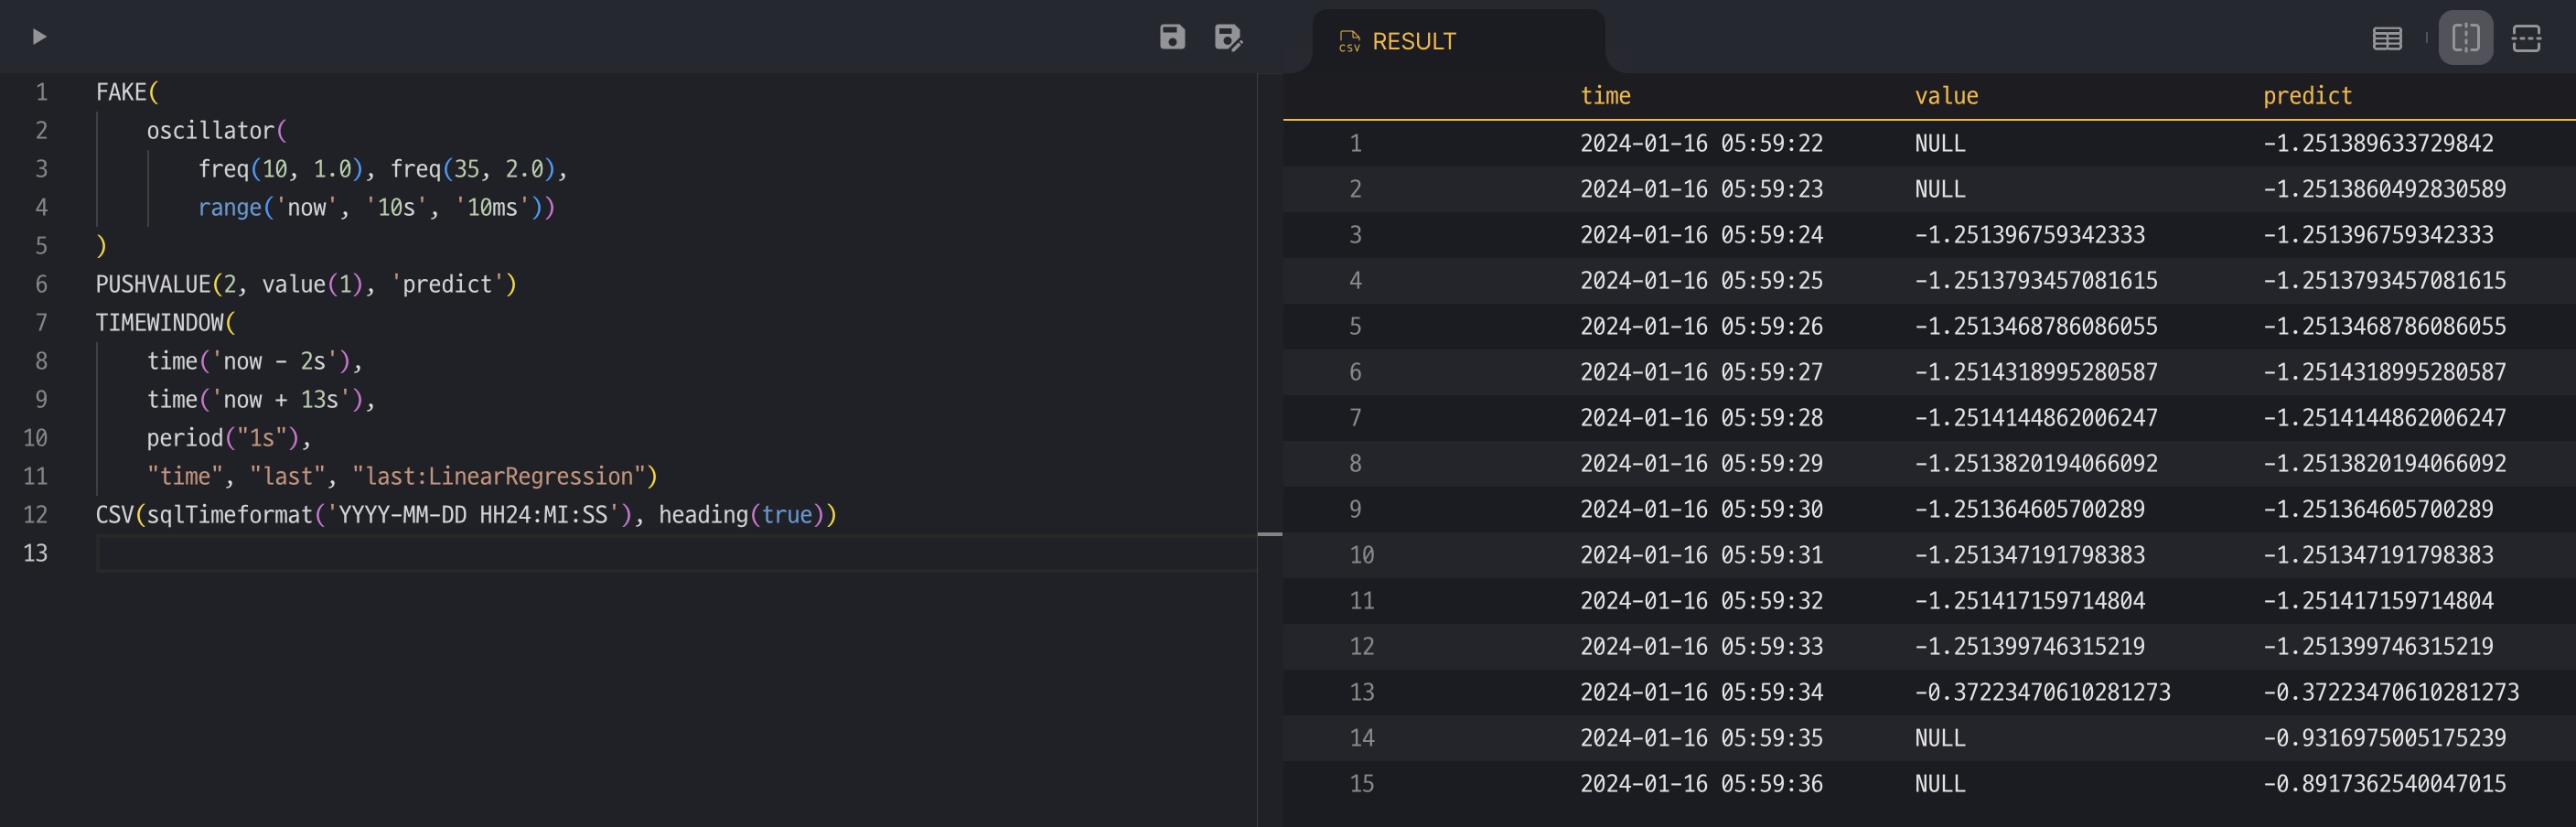 1 FAKE(
2 oscillator(
3 freq(10, 1.0), freq(35, 2.0),
4 range('now', '10s', '10ms'))
5 )
6 PUSHVALUE(2, value(1), 'predict')
7 TIMEWINDOW(
8 time('now - 2s'),
9 time('now + 13s'),
10 period("1s"),
11 "time", "last", "last:LinearRegression")
12 CSV(sqlTimeformat('YYYY-MM-DD HH24:MI:SS'), heading(true))
13
CSV RESULT
time value predict
1 2024-01-16 05:59:22 NULL -1.251389633729842
2 2024-01-16 05:59:23 NULL -1.2513860492830589
3 2024-01-16 05:59:24 -1.251396759342333 -1.251396759342333
4 2024-01-16 05:59:25 -1.2513793457081615 -1.2513793457081615
5 2024-01-16 05:59:26 -1.2513468786086055 -1.2513468786086055
6 2024-01-16 05:59:27 -1.2514318995280587 -1.2514318995280587
7 2024-01-16 05:59:28 -1.2514144862006247 -1.2514144862006247
8 2024-01-16 05:59:29 -1.2513820194066092 -1.2513820194066092
9 2024-01-16 05:59:30 -1.251364605700289 -1.251364605700289
10 2024-01-16 05:59:31 -1.251347191798383 -1.251347191798383
11 2024-01-16 05:59:32 -1.251417159714804 -1.251417159714804
12 2024-01-16 05:59:33 -1.251399746315219 -1.251399746315219
13 2024-01-16 05:59:34 -0.37223470610281273 -0.37223470610281273
14 2024-01-16 05:59:35 NULL -0.9316975005175239
15 2024-01-16 05:59:36 NULL -0.8917362540047015